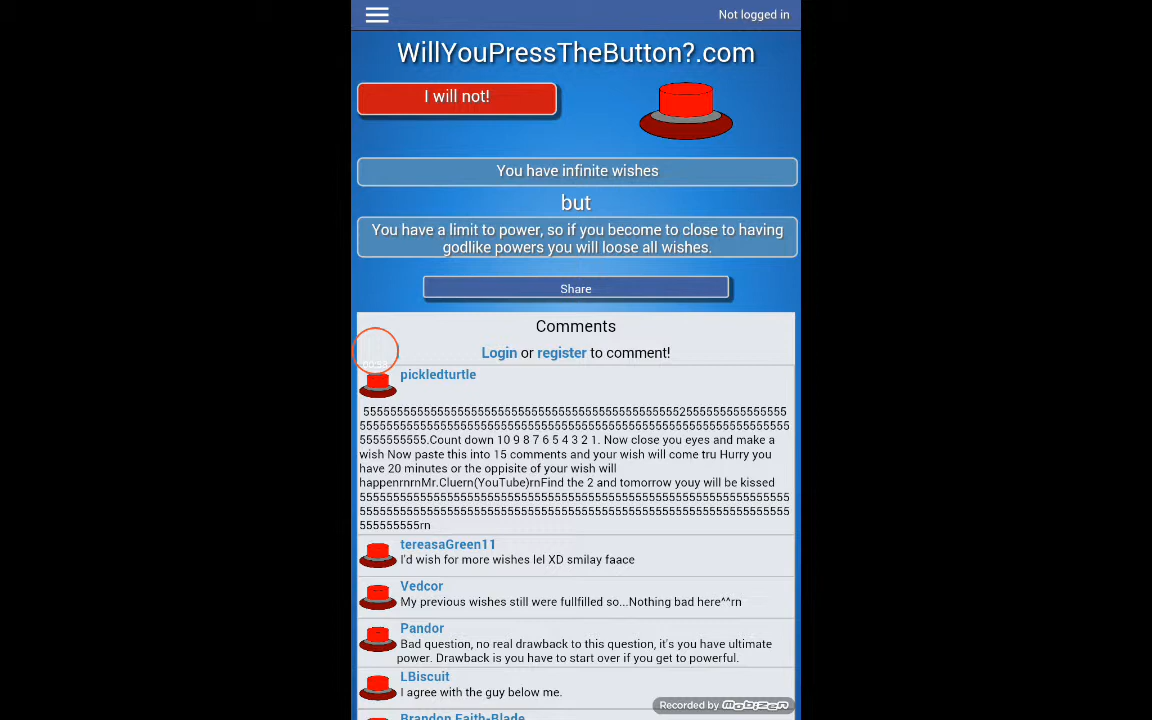 Not logged in
WillYouPressTheButton?.com
I will not!
You have infinite wishes
but
You have a limit to power, so if you become to close to having
godlike powers you will loose all wishes.
Share
Comments
Login or register to comment!
pickledturtle
5555555555555555555555555555555555555555555555525555555555555555
5555555555555555555555555555555555555555555555555555555555555555
5555555555.Count down 10 9 8 7 6 5 4 3 2 1. Now close you eyes and make a
wish Now paste this into 15 comments and your wish will come tru Hurry you
have 20 minutes or the oppisite of your wish will
happenrnrnMr.Cluern(YouTube)rnFind the 2 and tomorrow youy will be kissed
5555555555555555555555555555555555555555555555555555555555555555
5555555555555555555555555555555555555555555555555555555555555555
555555555rn
tereasaGreen11
I'd wish for more wishes lel XD smilay faace
Vedcor
My previous wishes still were fullfilled so...Nothing bad here^^rn
Pandor
Bad question, no real drawback to this question, it's you have ultimate
power. Drawback is you have to start over if you get to powerful.
LBiscuit
I agree with the guy below me.
Brandon Faith-Blade
Recorded by mobizen